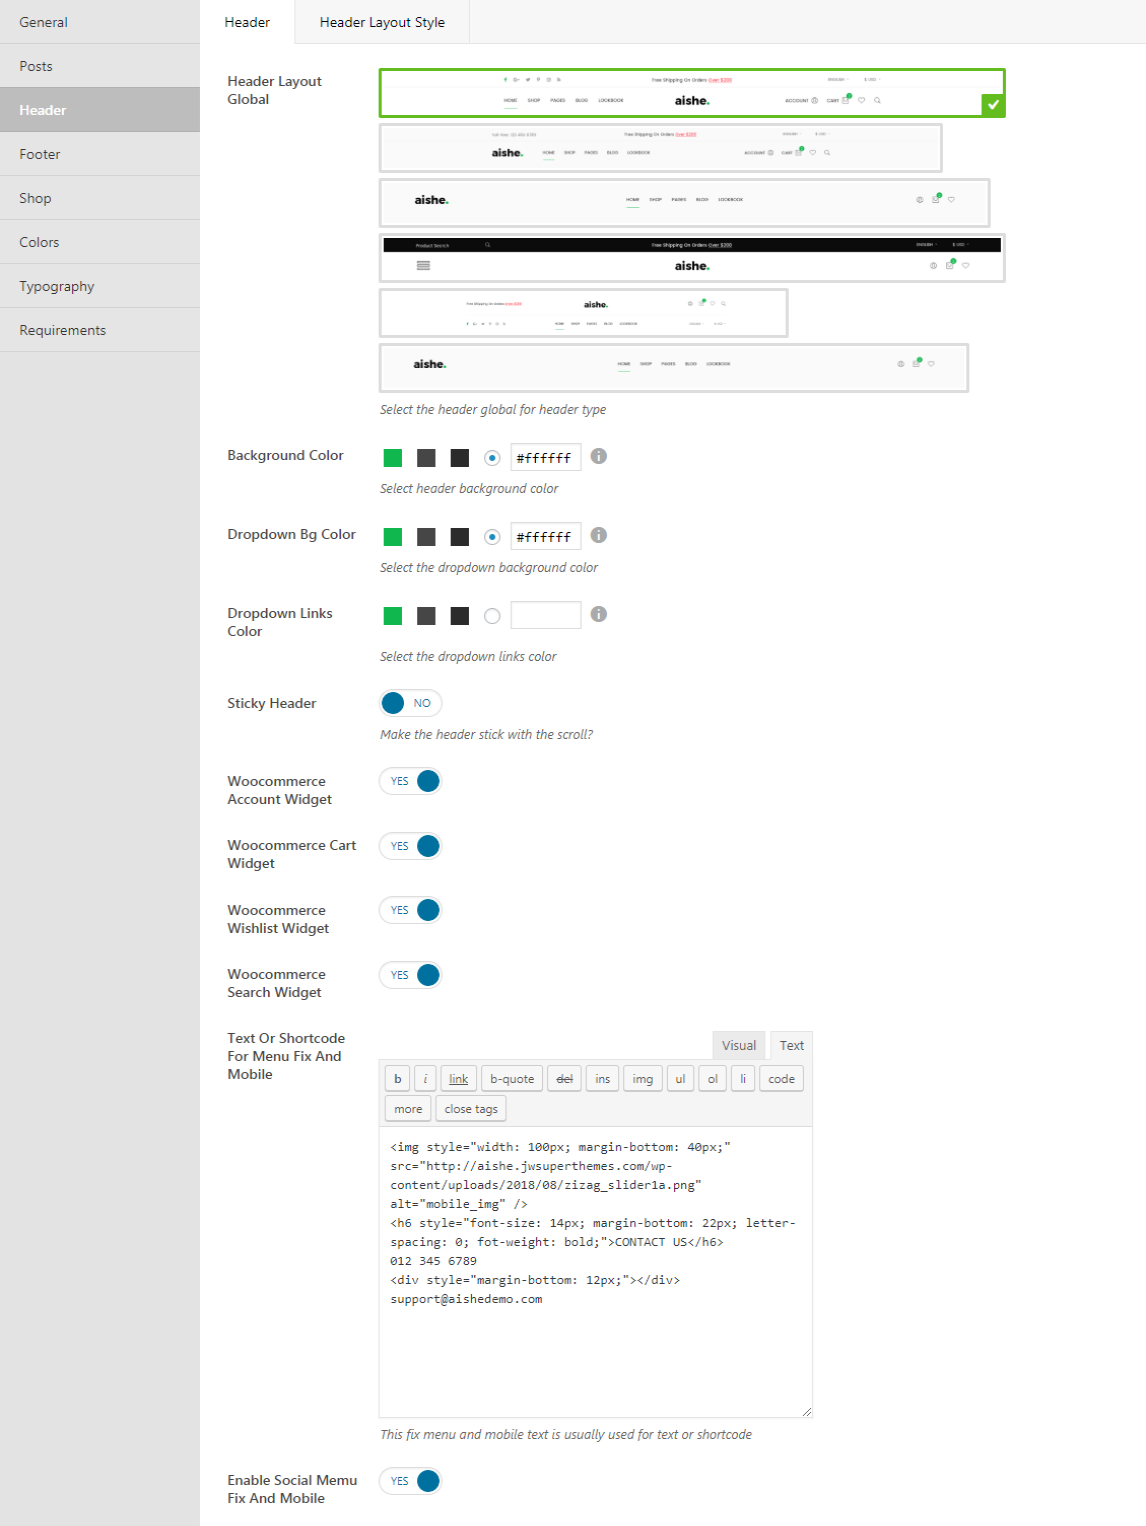 General
Posts
Header
Footer
Shop
Colors
Typography
Requirements
Header
Header Layout Style
Header Layout
Global
Free Shipping On Orders Over $200
ENGLISH
$ USD
HOME SHOP PAGES BLOG LOOKBOOK
aishe.
ACCOUNT
CART
Free Shipping On Orders Over $200
ENGLISH
$ USD
aishe.
HOME SHOP PAGES BLOG LOOKBOOK
ACCOUNT
CART
aishe.
HOME SHOP PAGES BLOG LOOKBOOK
Product Search
Free Shipping On Orders Over $200
ENGLISH
$ USD
aishe.
Free Shipping On Orders Over $200
aishe.
HOME SHOP PAGES BLOG LOOKBOOK
aishe.
HOME SHOP PAGES BLOG LOOKBOOK
Select the header global for header type
Background Color
#ffffff
Select header background color
Dropdown Bg Color
#ffffff
Select the dropdown background color
Dropdown Links
Color
Select the dropdown links color
Sticky Header
NO
Make the header stick with the scroll?
Woocommerce
Account Widget
YES
Woocommerce Cart
Widget
YES
Woocommerce
Wishlist Widget
YES
Woocommerce
Search Widget
YES
Text Or Shortcode
For Menu Fix And
Mobile
Visual
Text
b i link b-quote del ins img ul ol li code
more close tags
<img style="width: 100px; margin-bottom: 40px;"
src="http://aishe.jwsuperthemes.com/wp-
content/uploads/2018/08/zizag_slider1a.png"
alt="mobile_img" />
<h6 style="font-size: 14px; margin-bottom: 22px; letter-
spacing: 0; fot-weight: bold;">CONTACT US</h6>
012 345 6789
<div style="margin-bottom: 12px;"></div>
support@aishedemo.com
This fix menu and mobile text is usually used for text or shortcode
Enable Social Memu
Fix And Mobile
YES